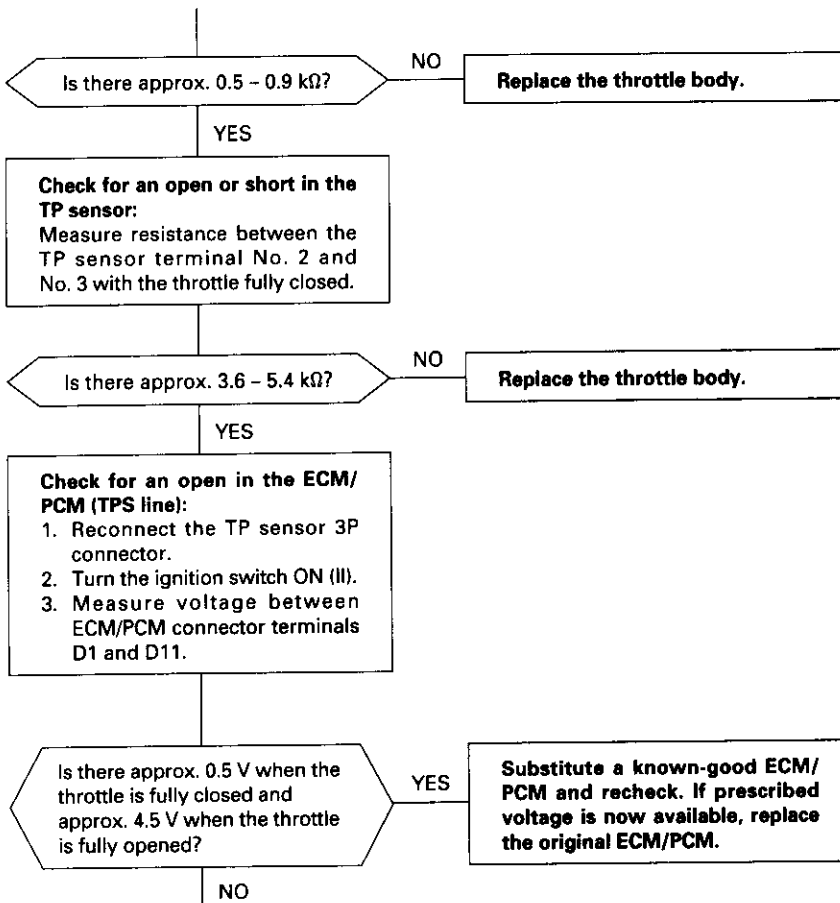 Is there approx. 0.5 – 0.9 kΩ?
NO
Replace the throttle body.
YES
Check for an open or short in the
TP sensor:
Measure resistance between the
TP sensor terminal No. 2 and
No. 3 with the throttle fully closed.
Is there approx. 3.6 – 5.4 kΩ?
NO
Replace the throttle body.
YES
Check for an open in the ECM/
PCM (TPS line):
1. Reconnect the TP sensor 3P
connector.
2. Turn the ignition switch ON (II).
3. Measure voltage between
ECM/PCM connector terminals
D1 and D11.
Is there approx. 0.5 V when the
throttle is fully closed and
approx. 4.5 V when the throttle
is fully opened?
YES
Substitute a known-good ECM/
PCM and recheck. If prescribed
voltage is now available, replace
the original ECM/PCM.
NO